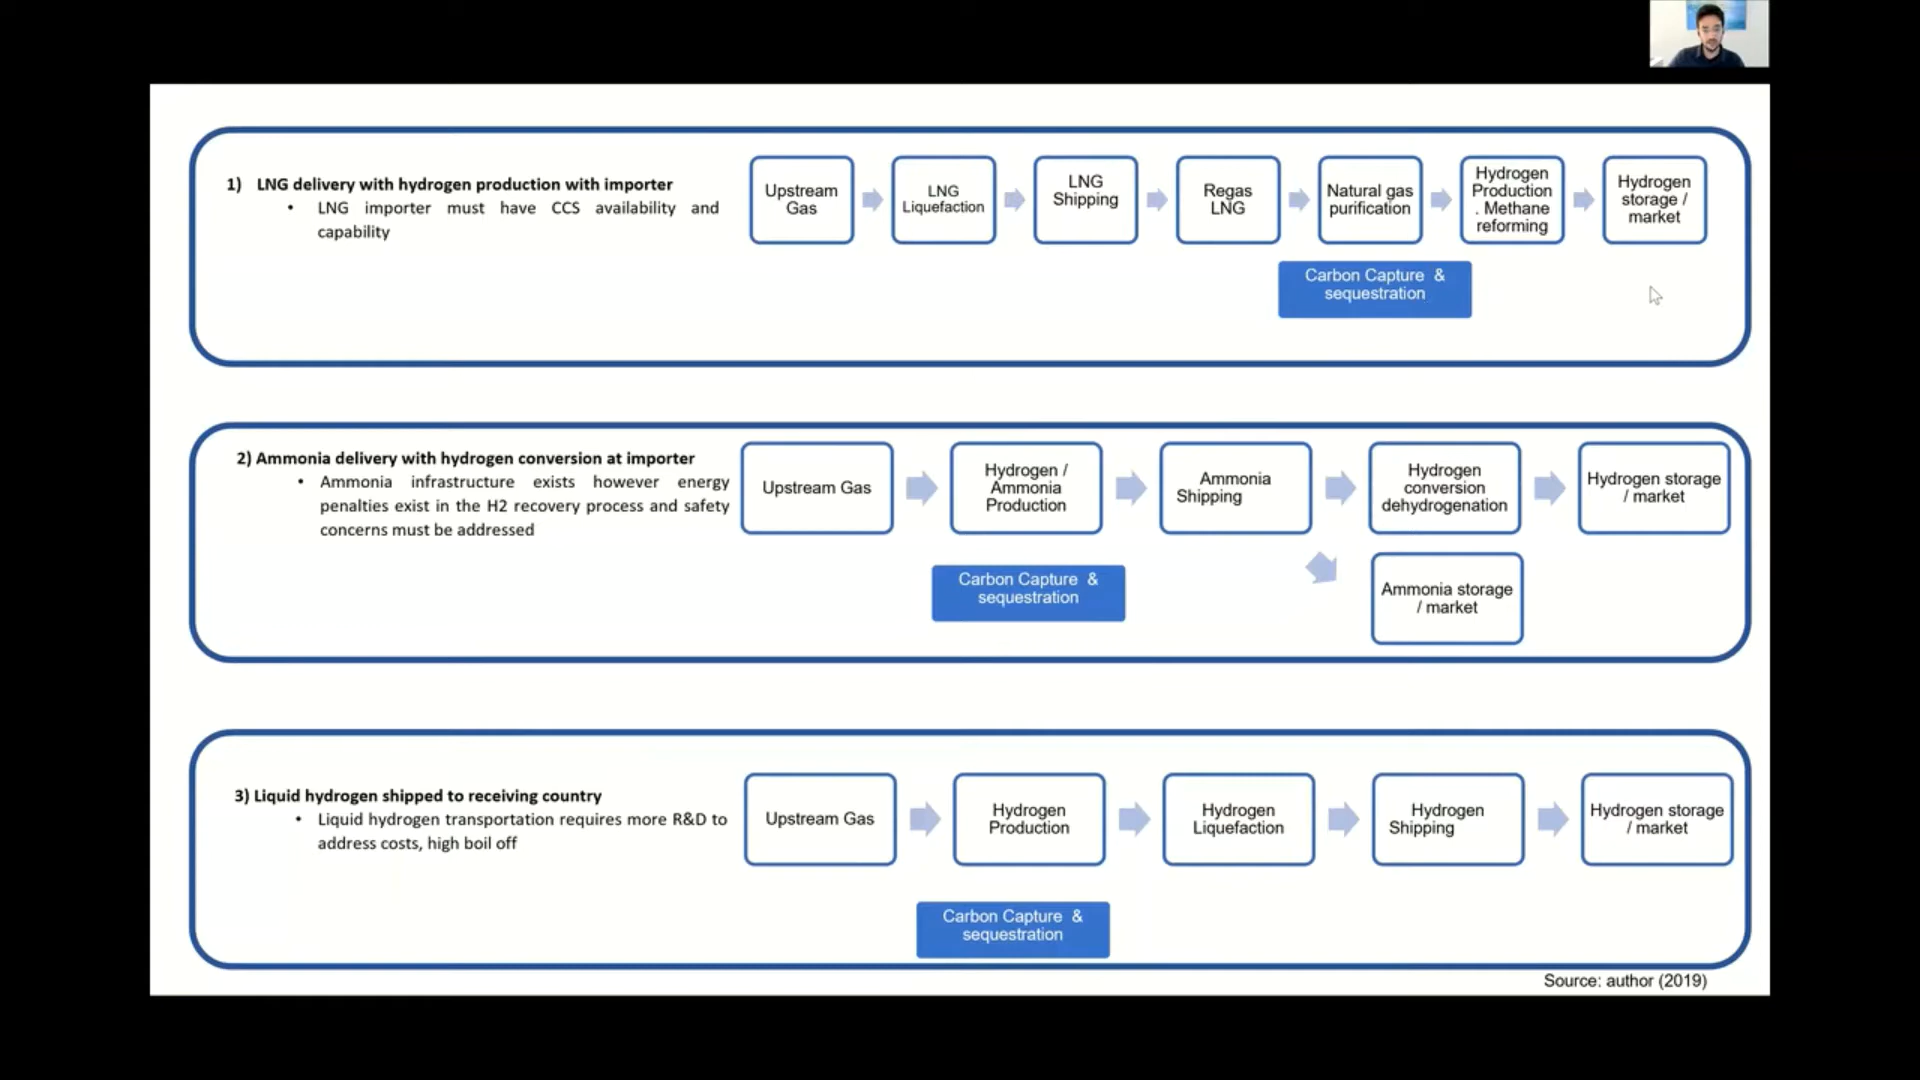 1) LNG delivery with hydrogen production with importer
• LNG importer must have CCS availability and
capability
Upstream
Gas
LNG
Liquefaction
LNG
Shipping
Regas
LNG
Natural gas
purification
Hydrogen
Production
. Methane
reforming
Hydrogen
storage /
market
Carbon Capture &
sequestration
2) Ammonia delivery with hydrogen conversion at importer
• Ammonia infrastructure exists however energy
penalties exist in the H2 recovery process and safety
concerns must be addressed
Upstream Gas
Hydrogen /
Ammonia
Production
Ammonia
Shipping
Hydrogen
conversion
dehydrogenation
Hydrogen storage
/ market
Carbon Capture &
sequestration
Ammonia storage
/ market
3) Liquid hydrogen shipped to receiving country
• Liquid hydrogen transportation requires more R&D to
address costs, high boil off
Upstream Gas
Hydrogen
Production
Hydrogen
Liquefaction
Hydrogen
Shipping
Hydrogen storage
/ market
Carbon Capture &
sequestration
Source: author (2019)